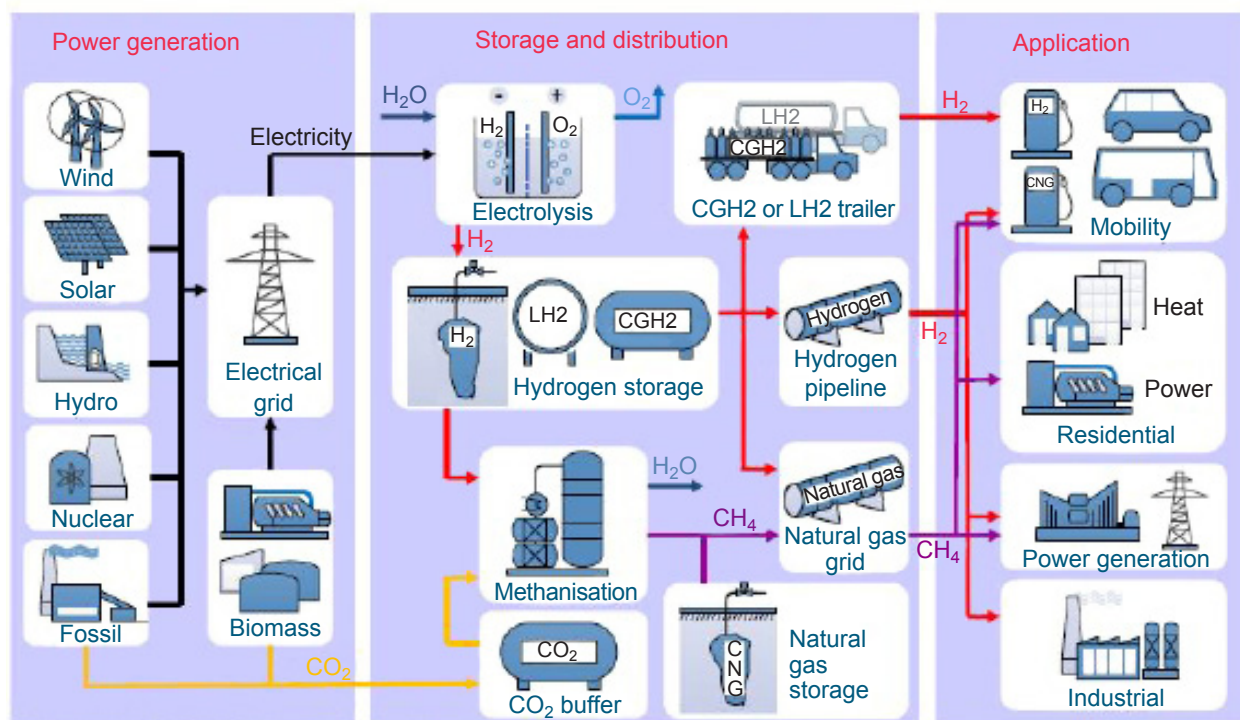 Power generation
Wind
Solar
Hydro
Nuclear
Fossil
Electricity
Electrical
grid
Biomass
CO₂
Storage and distribution
H₂O
-
+
O₂
H₂
O₂
Electrolysis
H₂
LH2
CGH2
CGH2 or LH2 trailer
H₂
LH2
CGH2
Hydrogen storage
Hydrogen
Hydrogen
pipeline
H₂O
Methanisation
CH₄
Natural gas
Natural gas
grid
CO₂
CO₂ buffer
C
N
G
Natural
gas
storage
Application
H₂
H₂
CNG
Mobility
H₂
Heat
Power
Residential
CH₄
Power generation
Industrial